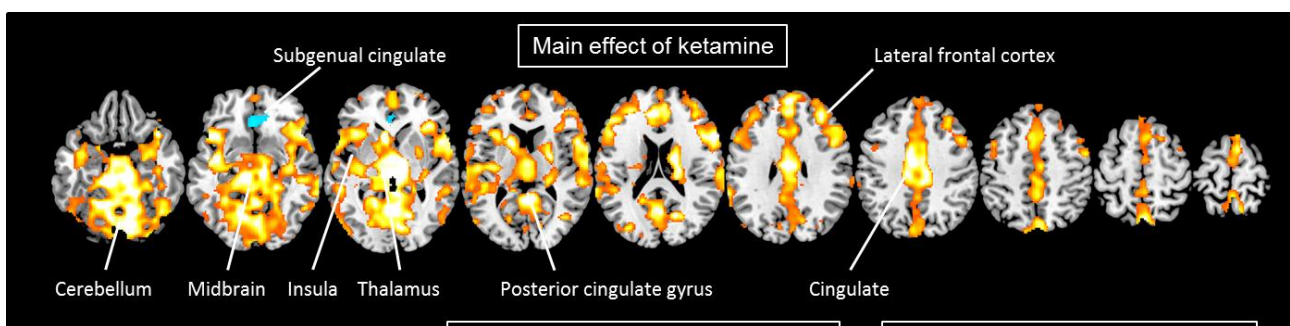 Main effect of ketamine
Subgenual cingulate
Lateral frontal cortex
Cerebellum
Midbrain
Insula
Thalamus
Posterior cingulate gyrus
Cingulate